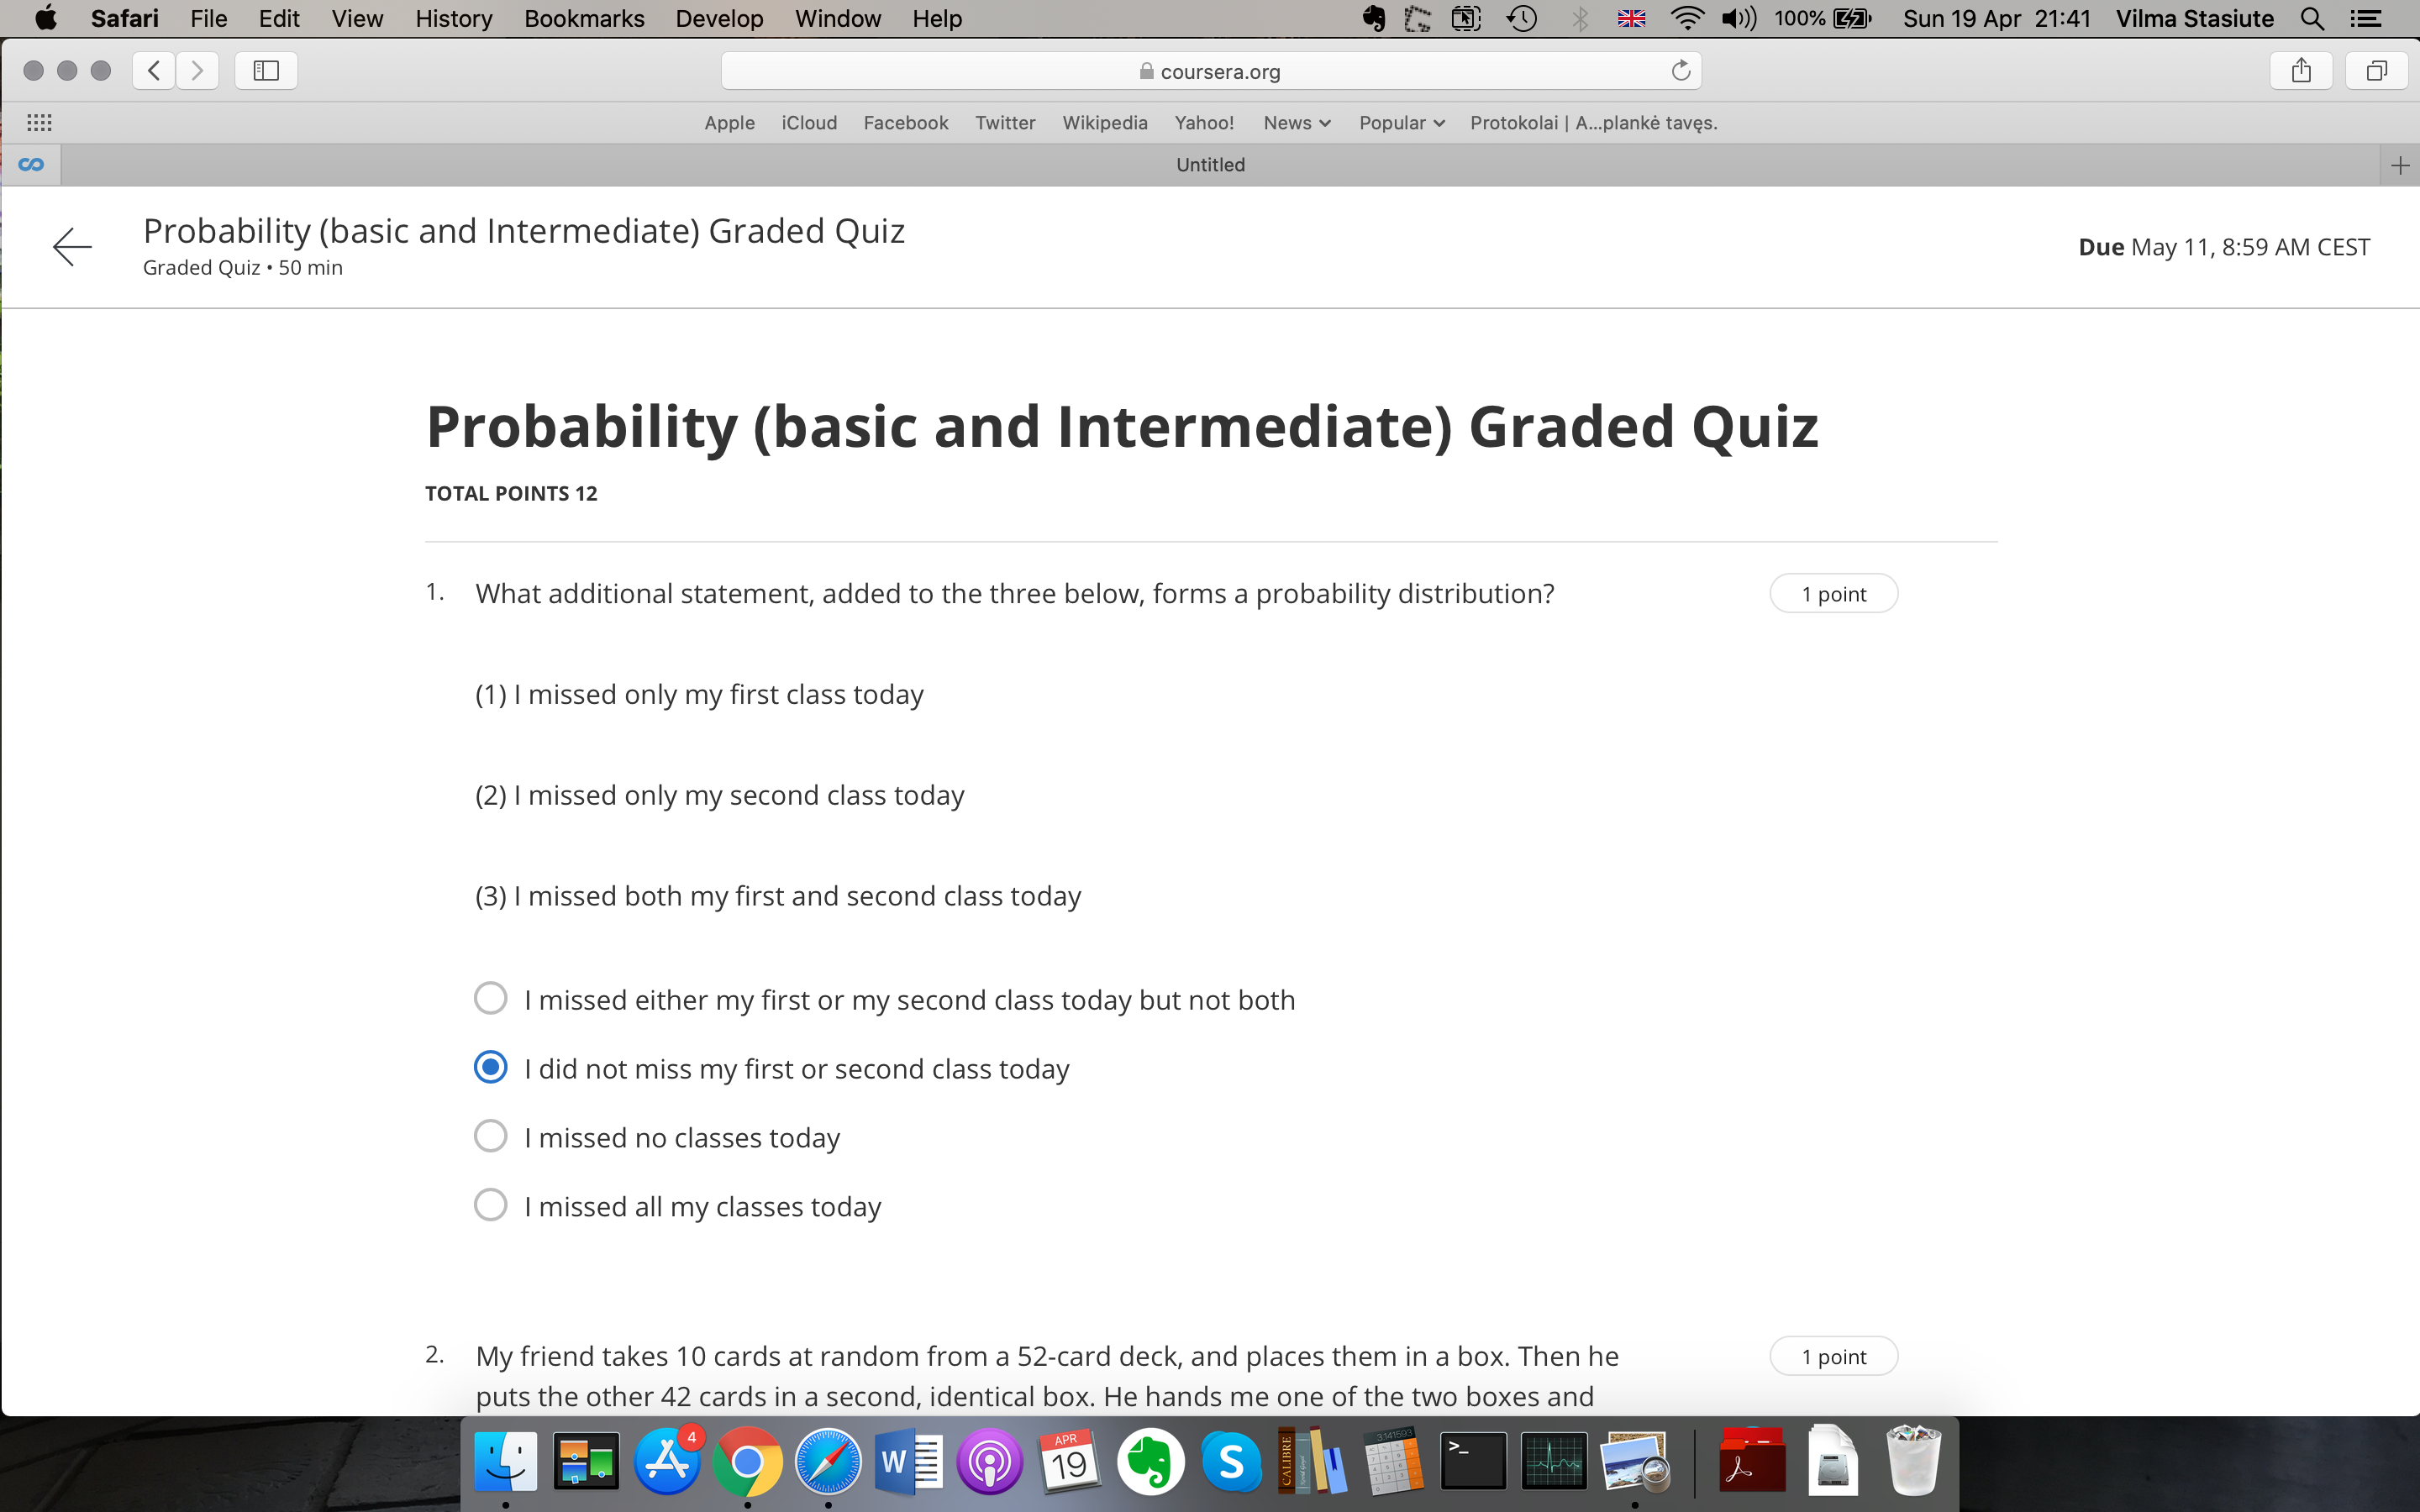 Safari File Edit View History Bookmarks Develop Window Help 100% Sun 19 Apr 21:41 Vilma Stasiute
coursera.org
Apple iCloud Facebook Twitter Wikipedia Yahoo! News Popular Protokolai | A...plankė tavęs.
Untitled
Probability (basic and Intermediate) Graded Quiz
Graded Quiz • 50 min
Due May 11, 8:59 AM CEST
Probability (basic and Intermediate) Graded Quiz
TOTAL POINTS 12
1. What additional statement, added to the three below, forms a probability distribution? 1 point
(1) I missed only my first class today
(2) I missed only my second class today
(3) I missed both my first and second class today
I missed either my first or my second class today but not both
I did not miss my first or second class today
I missed no classes today
I missed all my classes today
2. My friend takes 10 cards at random from a 52-card deck, and places them in a box. Then he 1 point
puts the other 42 cards in a second, identical box. He hands me one of the two boxes and
4
W
APR
19
S
CALIBRE
3.141593
>_